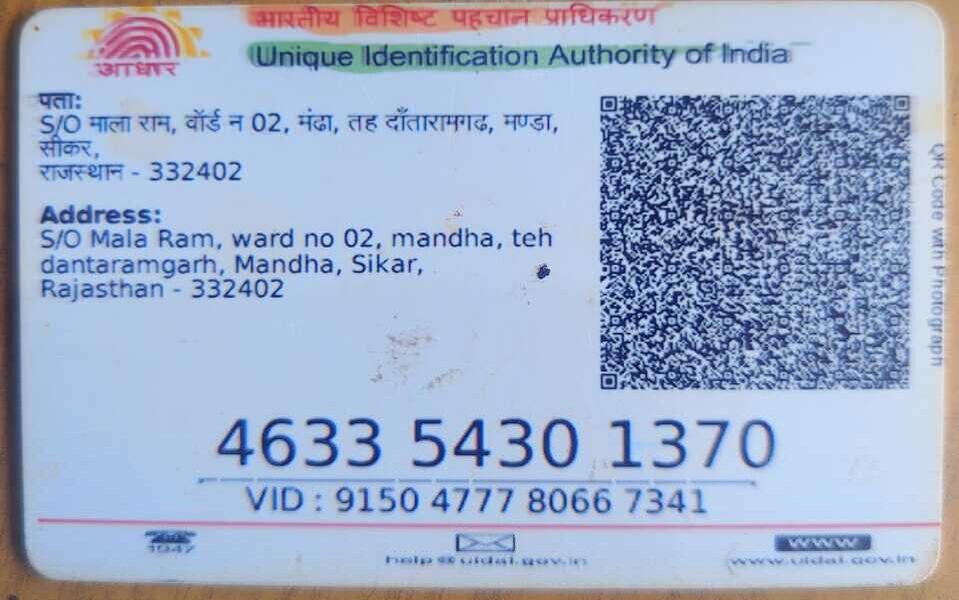 भारतीय विशिष्ट पहचान प्राधिकरण
आधार
Unique Identification Authority of India
पता:
S/O माला राम, वॉर्ड न 02, मंढा, तह दाँतारामगढ, मण्डा,
सीकर,
राजस्थान - 332402
Address:
S/O Mala Ram, ward no 02, mandha, teh
dantaramgarh, Mandha, Sikar,
Rajasthan - 332402
QR Code with Photograph
4633 5430 1370
VID : 9150 4777 8066 7341
1947
help@uidai.gov.in
www
www.uidai.gov.in